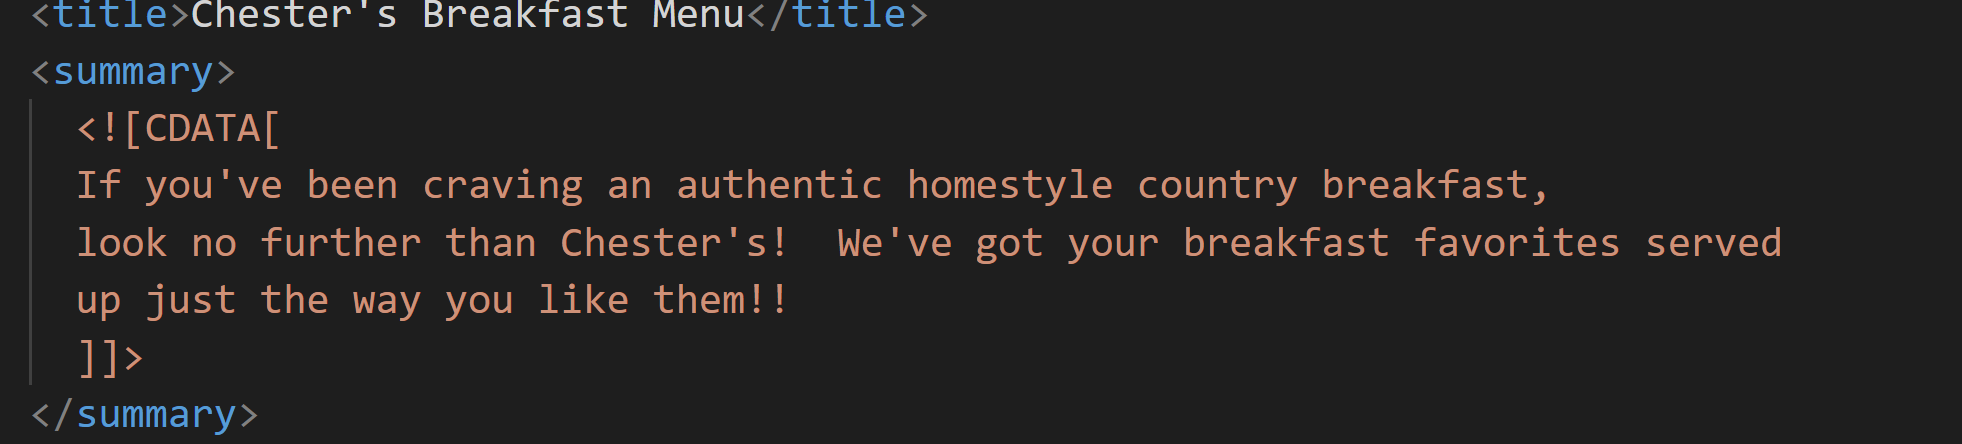 <title>Chester's Breakfast Menu</title>
<summary>
<![CDATA[
If you've been craving an authentic homestyle country breakfast,
look no further than Chester's!  We've got your breakfast favorites served
up just the way you like them!!
]]>
</summary>